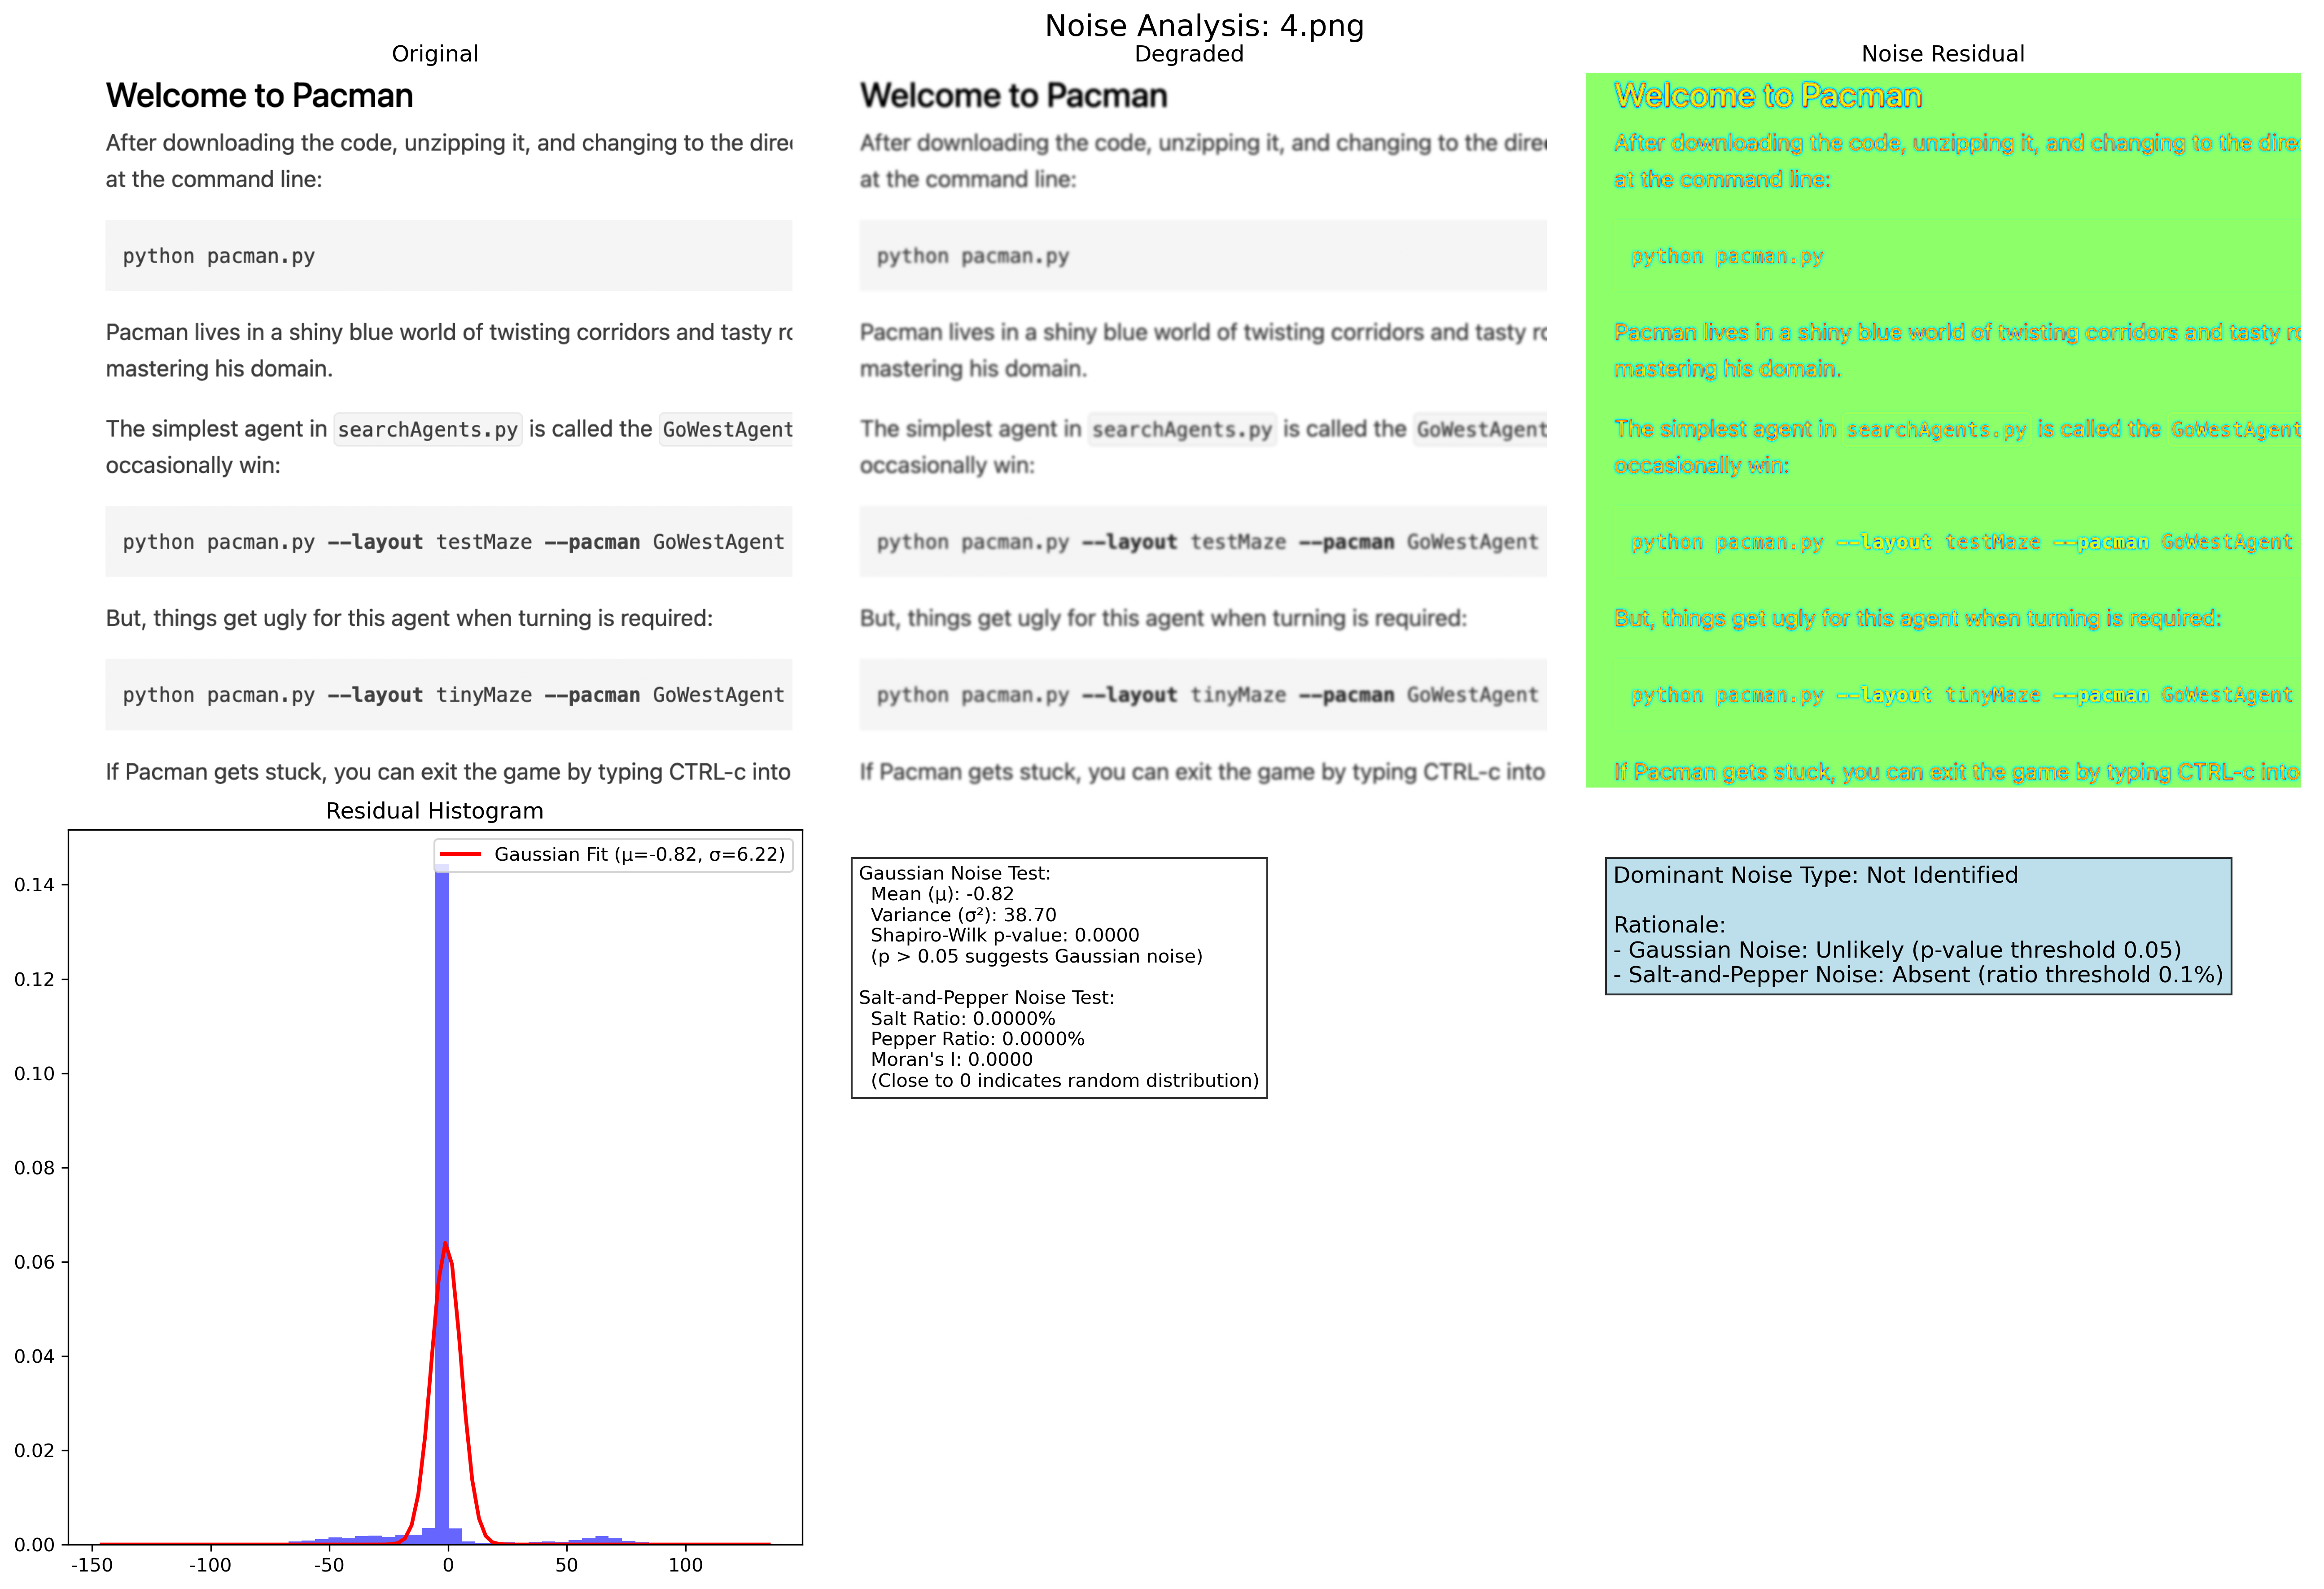 Noise Analysis: 4.png
Original
Welcome to Pacman
After downloading the code, unzipping it, and changing to the direc
at the command line:
python pacman.py
Pacman lives in a shiny blue world of twisting corridors and tasty ro
mastering his domain.
The simplest agent in searchAgents.py is called the GoWestAgent
occasionally win:
python pacman.py --layout testMaze --pacman GoWestAgent
But, things get ugly for this agent when turning is required:
python pacman.py --layout tinyMaze --pacman GoWestAgent
If Pacman gets stuck, you can exit the game by typing CTRL-c into
Degraded
Welcome to Pacman
After downloading the code, unzipping it, and changing to the direc
at the command line:
python pacman.py
Pacman lives in a shiny blue world of twisting corridors and tasty ro
mastering his domain.
The simplest agent in searchAgents.py is called the GoWestAgent
occasionally win:
python pacman.py --layout testMaze --pacman GoWestAgent
But, things get ugly for this agent when turning is required:
python pacman.py --layout tinyMaze --pacman GoWestAgent
If Pacman gets stuck, you can exit the game by typing CTRL-c into
Noise Residual
Welcome to Pacman
After downloading the code, unzipping it, and changing to the direc
at the command line:
python pacman.py
Pacman lives in a shiny blue world of twisting corridors and tasty ro
mastering his domain.
The simplest agent in searchAgents.py is called the GoWestAgent
occasionally win:
python pacman.py --layout testMaze --pacman GoWestAgent
But, things get ugly for this agent when turning is required:
python pacman.py --layout tinyMaze --pacman GoWestAgent
If Pacman gets stuck, you can exit the game by typing CTRL-c into
Residual Histogram
Gaussian Fit (μ=-0.82, σ=6.22)
0.14
0.12
0.10
0.08
0.06
0.04
0.02
0.00
-150 -100 -50 0 50 100
Gaussian Noise Test:
Mean (μ): -0.82
Variance (σ²): 38.70
Shapiro-Wilk p-value: 0.0000
(p > 0.05 suggests Gaussian noise)
Salt-and-Pepper Noise Test:
Salt Ratio: 0.0000%
Pepper Ratio: 0.0000%
Moran's I: 0.0000
(Close to 0 indicates random distribution)
Dominant Noise Type: Not Identified
Rationale:
- Gaussian Noise: Unlikely (p-value threshold 0.05)
- Salt-and-Pepper Noise: Absent (ratio threshold 0.1%)